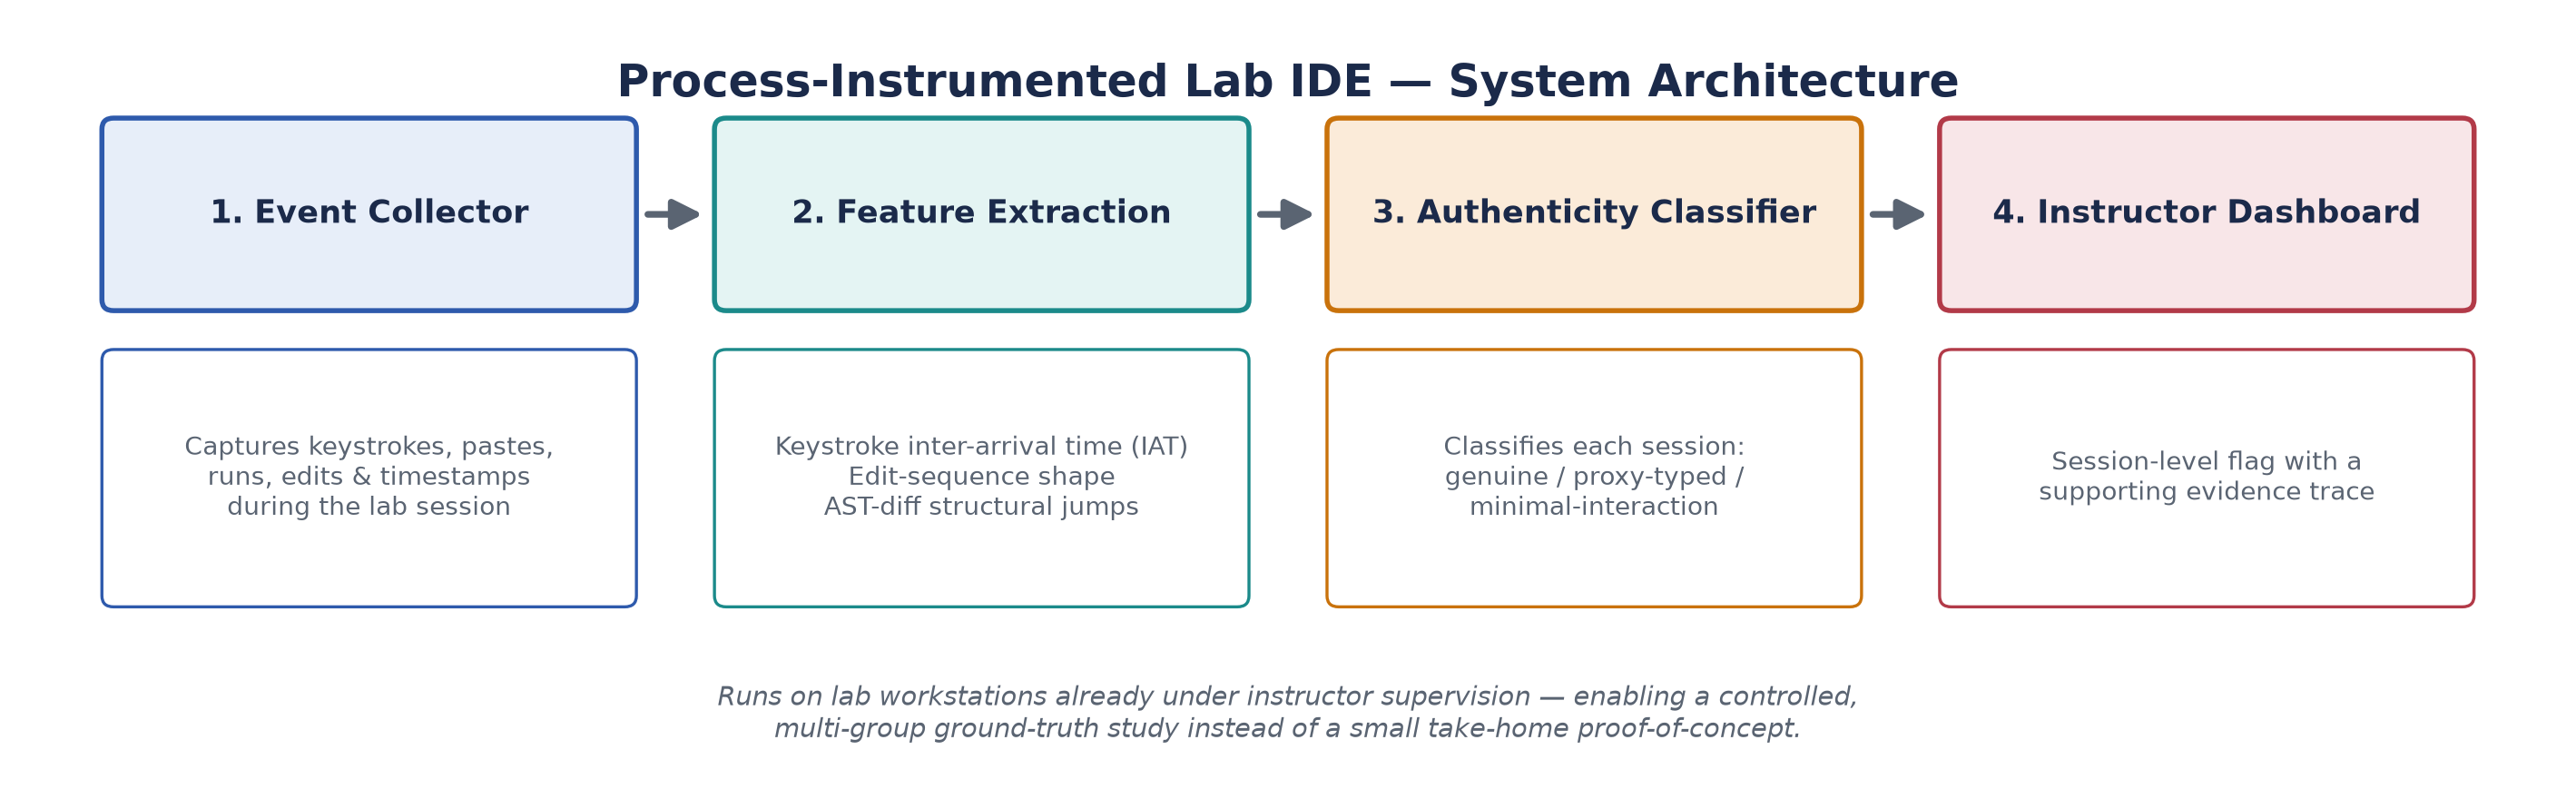 Process-Instrumented Lab IDE — System Architecture
1. Event Collector
2. Feature Extraction
3. Authenticity Classifier
4. Instructor Dashboard
Captures keystrokes, pastes,
runs, edits & timestamps
during the lab session
Keystroke inter-arrival time (IAT)
Edit-sequence shape
AST-diff structural jumps
Classifies each session:
genuine / proxy-typed /
minimal-interaction
Session-level flag with a
supporting evidence trace
Runs on lab workstations already under instructor supervision — enabling a controlled,
multi-group ground-truth study instead of a small take-home proof-of-concept.